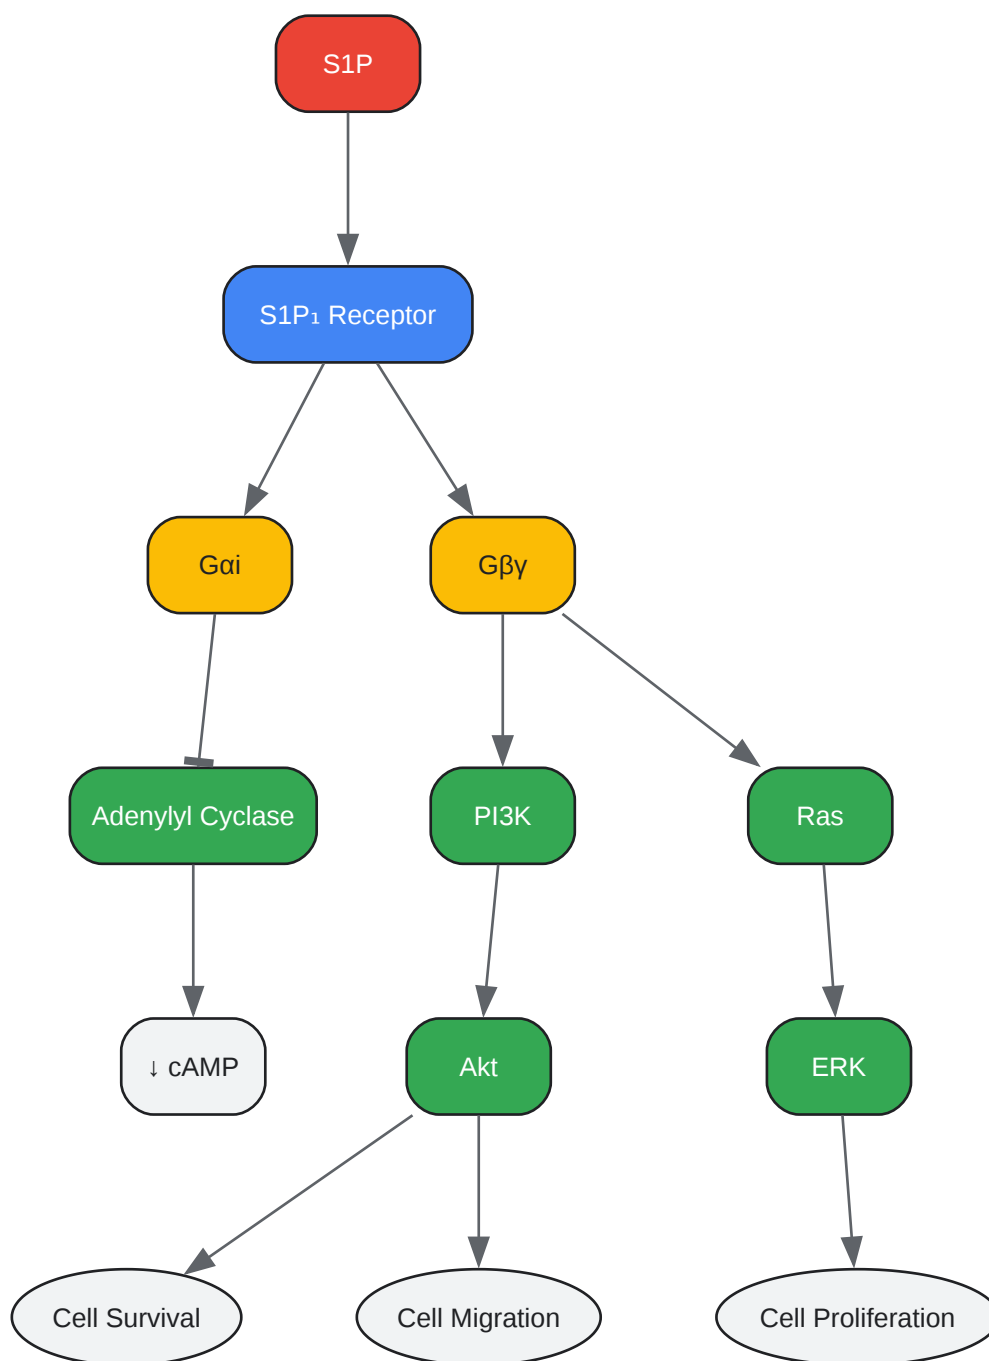 S1P
S1P₁ Receptor
Gαi
Gβγ
Adenylyl Cyclase
PI3K
Ras
↓ cAMP
Akt
ERK
Cell Survival
Cell Migration
Cell Proliferation